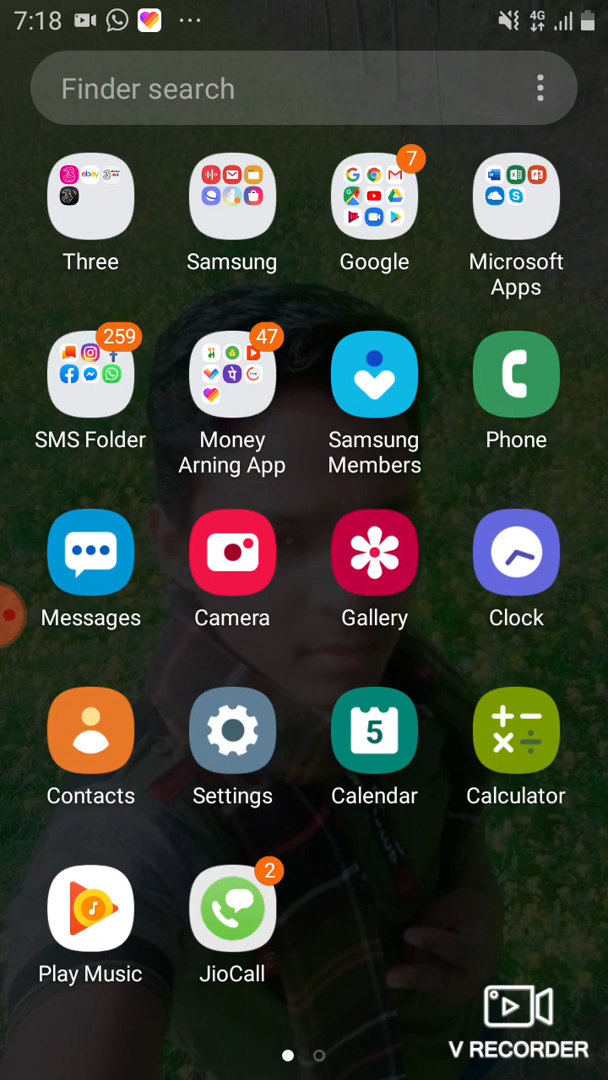 7:18
4G
Finder search
7
Three
Samsung
Google
Microsoft
Apps
259
47
SMS Folder
Money
Arning App
Samsung
Members
Phone
Messages
Camera
Gallery
Clock
5
Contacts
Settings
Calendar
Calculator
2
Play Music
JioCall
V RECORDER